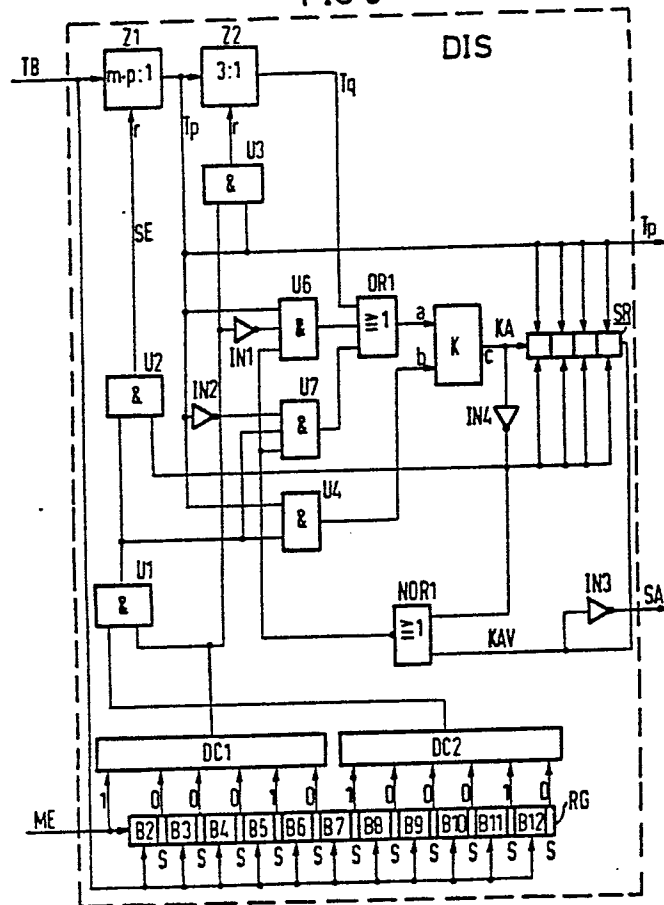 DIS
Z1
Z2
TB
m-p:1
3:1
Tq
r
Tp
r
U3
&
SE
Tp
U6
OR1
&
≥1
a
K
KA
SR
IN1
b
c
U2
&
IN2
U7
&
IN4
U4
&
U1
&
NOR1
≥1
IN3
SA
KAV
DC1
DC2
1 0 0 0 1 0 1 0 0 0 1 0
RG
ME
B2 B3 B4 B5 B6 B7 B8 B9 B10 B11 B12
S S S S S S S S S S S